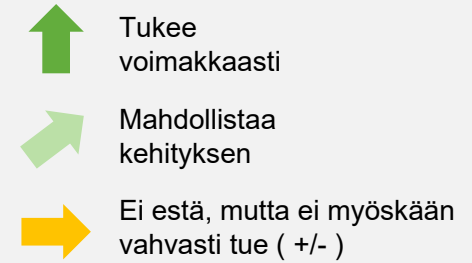 Tukee
voimakkaasti
Mahdollistaa
kehityksen
Ei estä, mutta ei myöskään
vahvasti tue ( +/- )